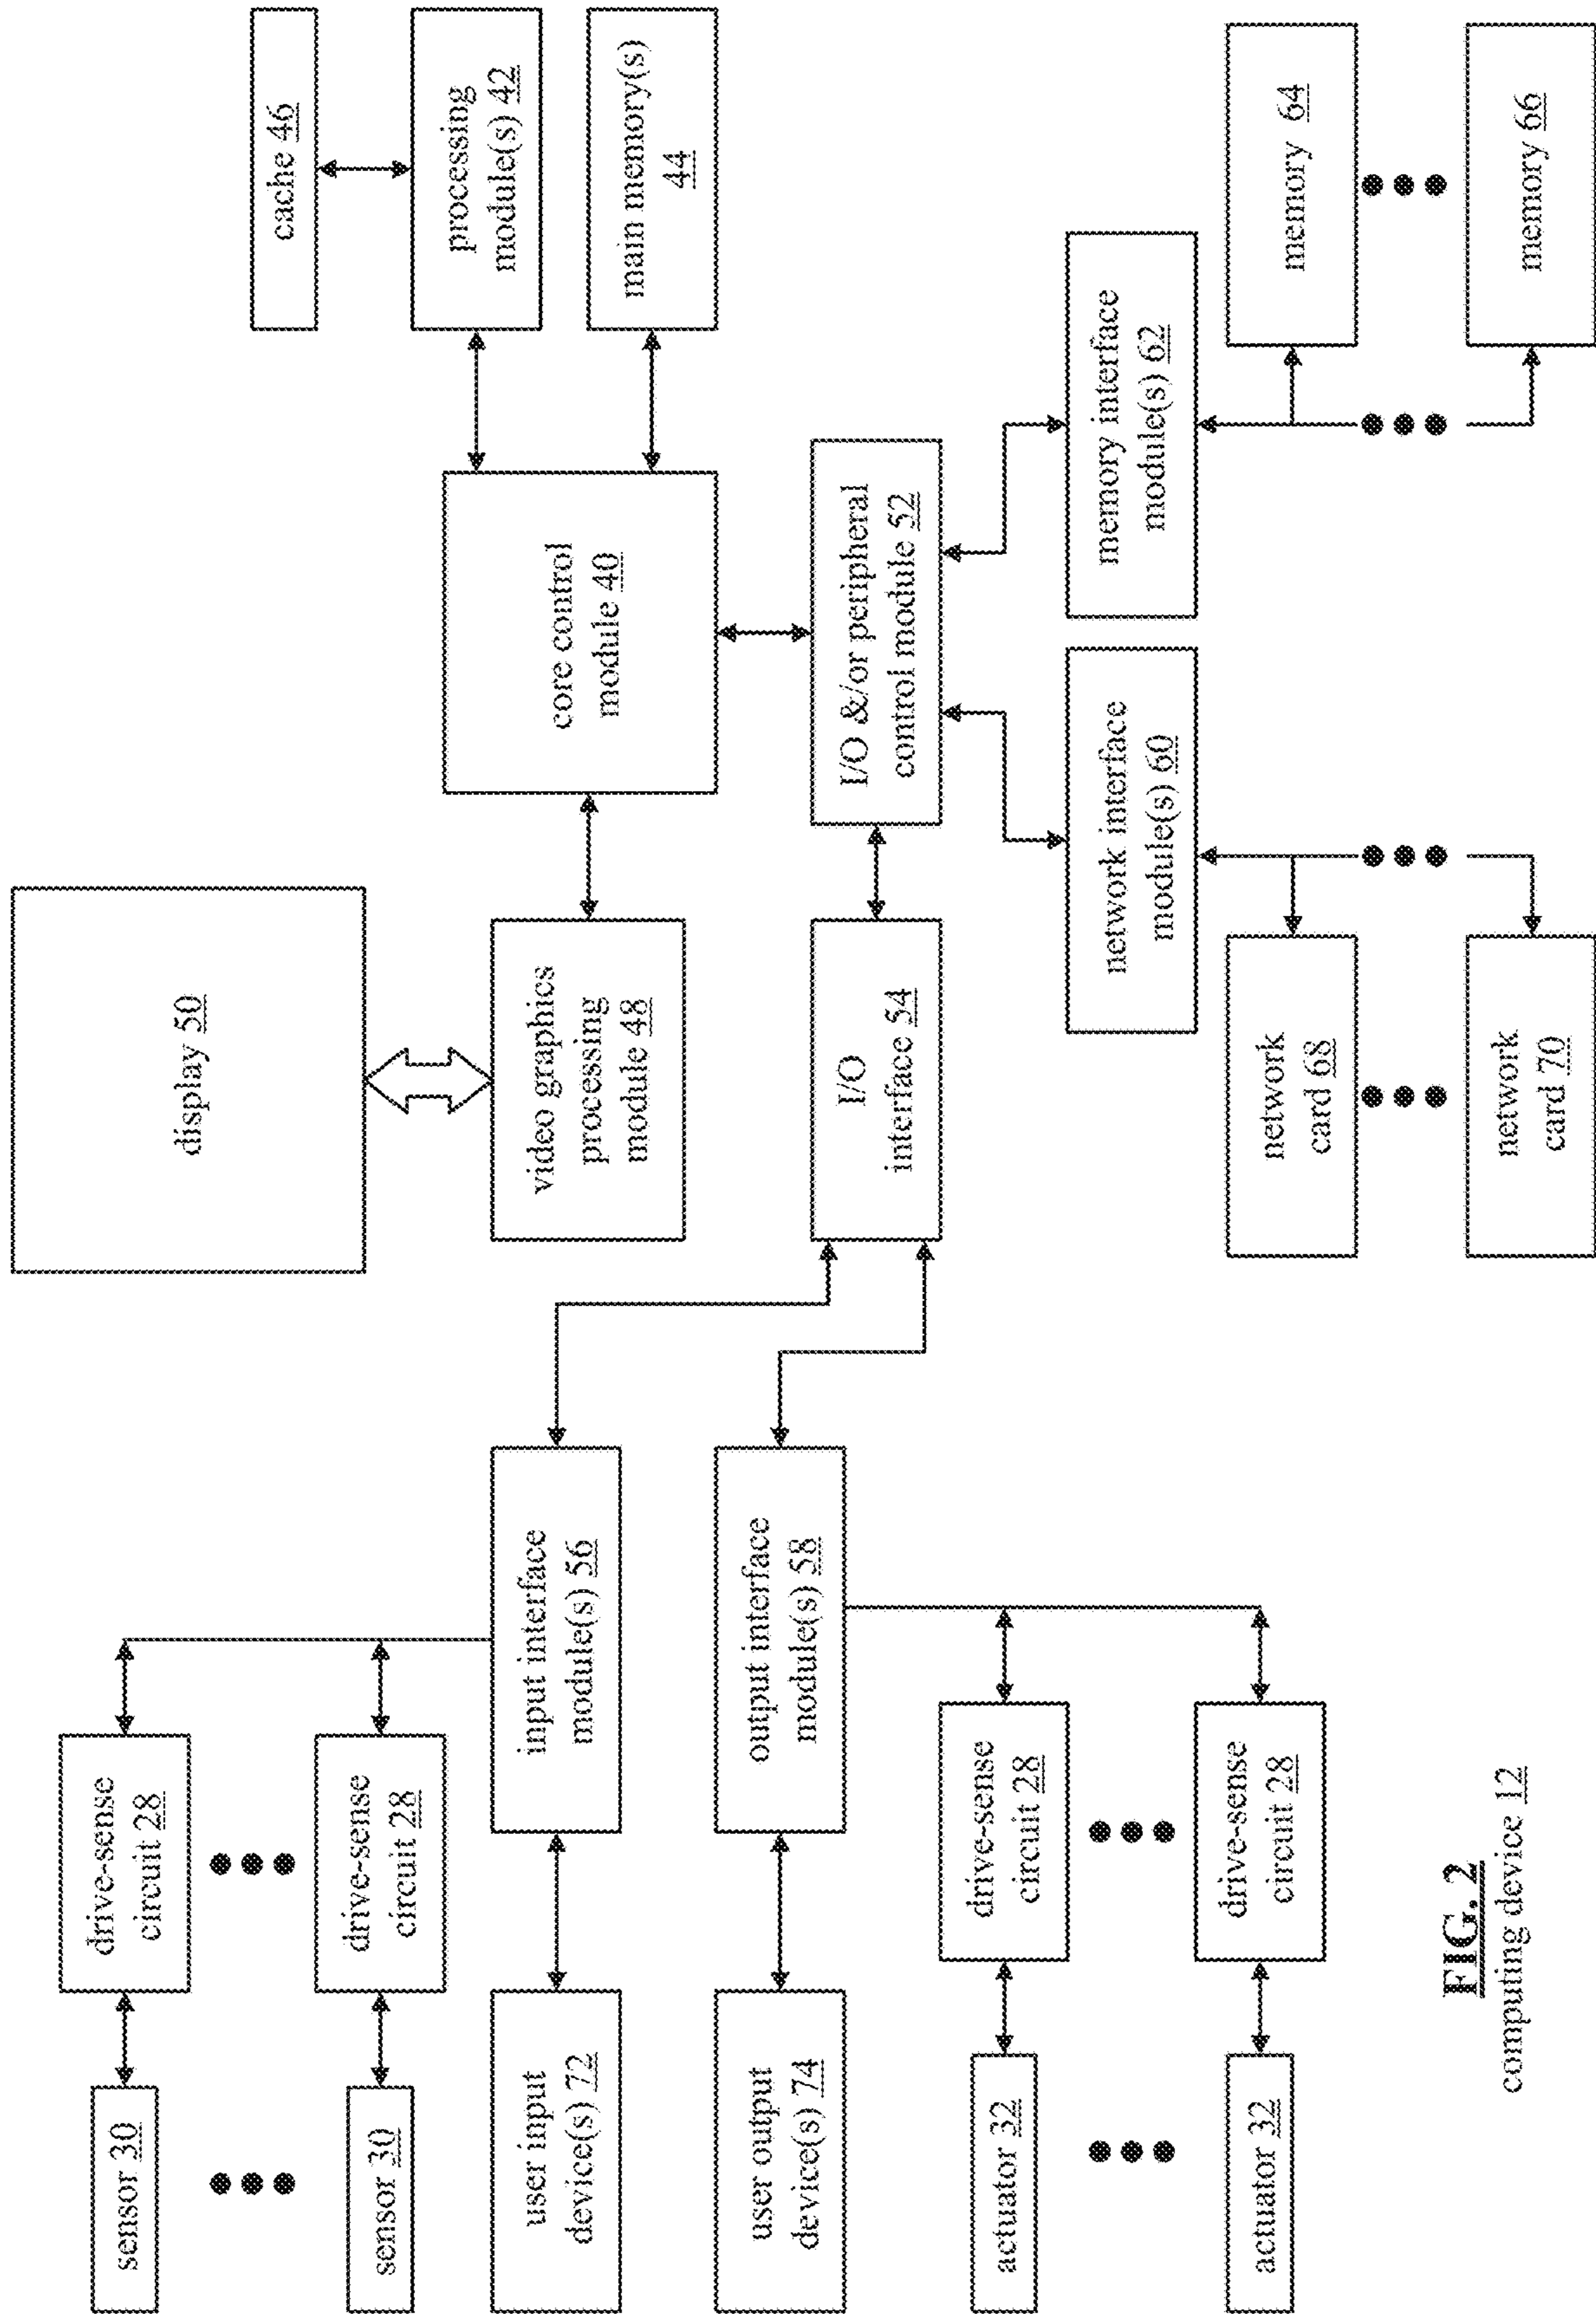 display 50
cache 46
processing
module(s) 42
main memory(s)
44
core control
module 40
video graphics
processing
module 48
I/O &/or peripheral
control module 52
I/O
interface 54
network interface
module(s) 60
memory interface
module(s) 62
network
card 68
network
card 70
memory 64
memory 66
sensor 30
drive-sense
circuit 28
sensor 30
drive-sense
circuit 28
user input
device(s) 72
input interface
module(s) 56
user output
device(s) 74
output interface
module(s) 58
actuator 32
drive-sense
circuit 28
actuator 32
drive-sense
circuit 28
FIG. 2
computing device 12